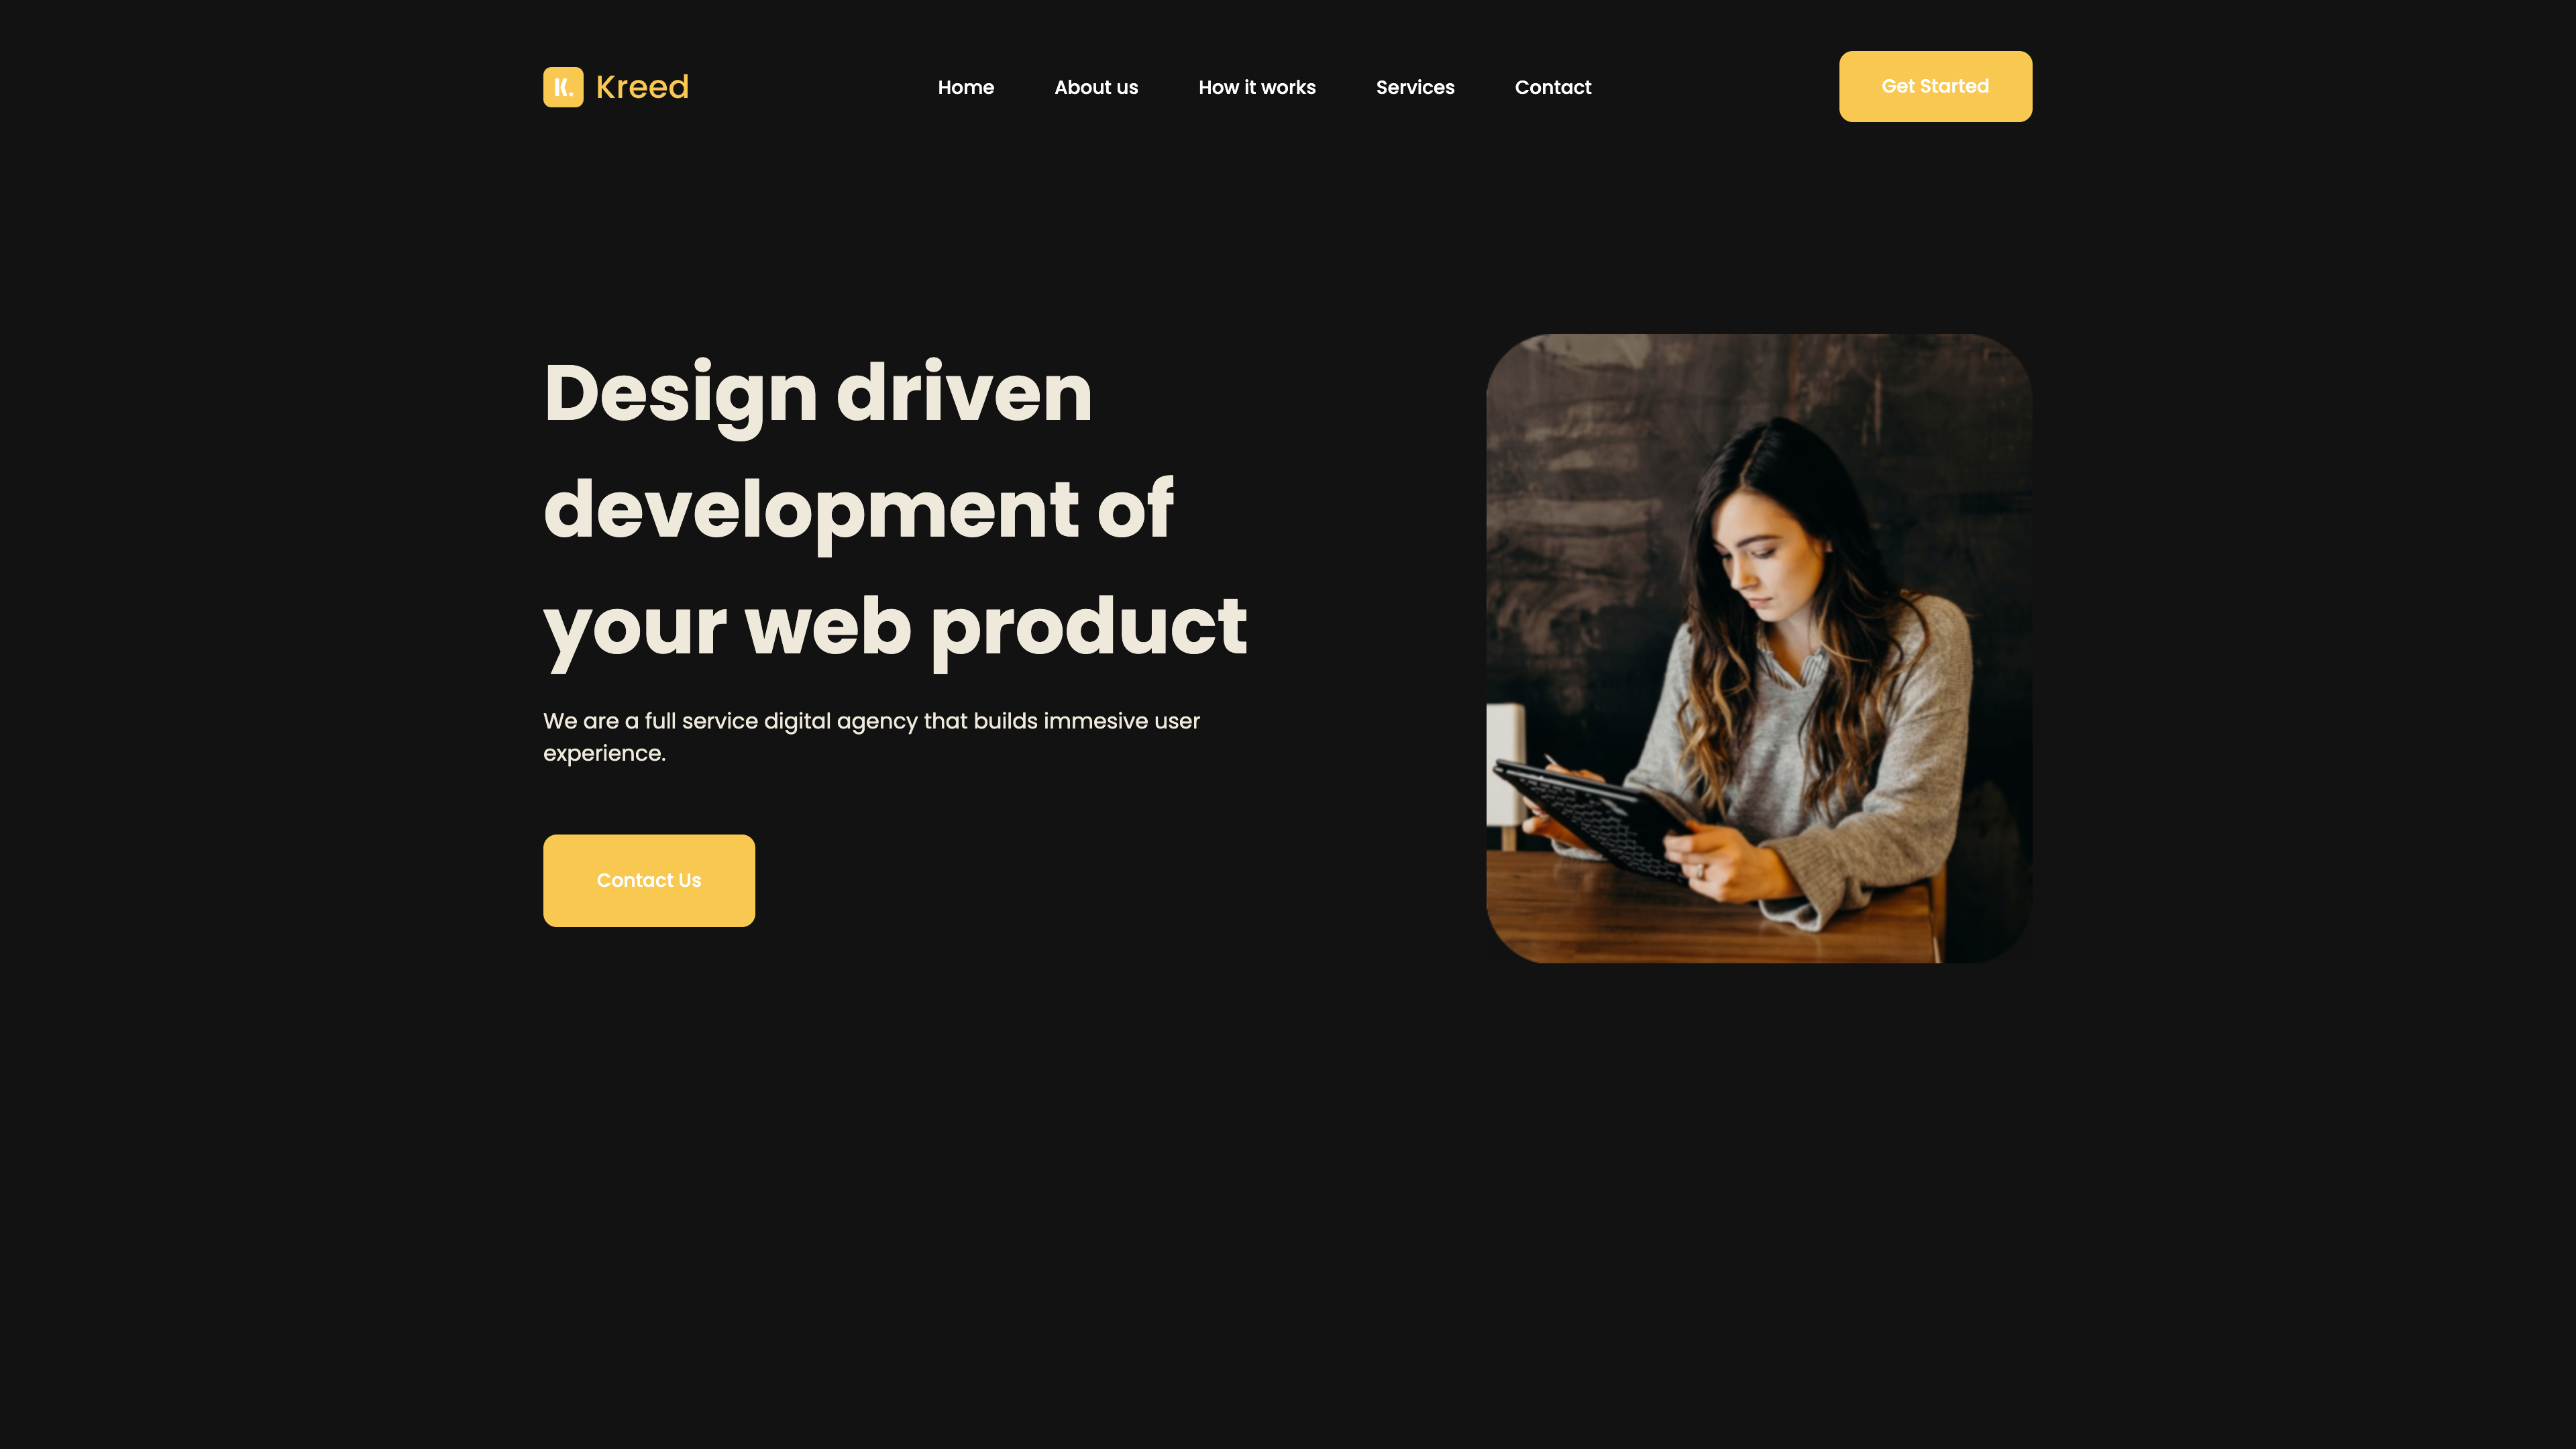 K. Kreed
Home About us How it works Services Contact
Get Started
Design driven
development of
your web product
We are a full service digital agency that builds immesive user
experience.
Contact Us